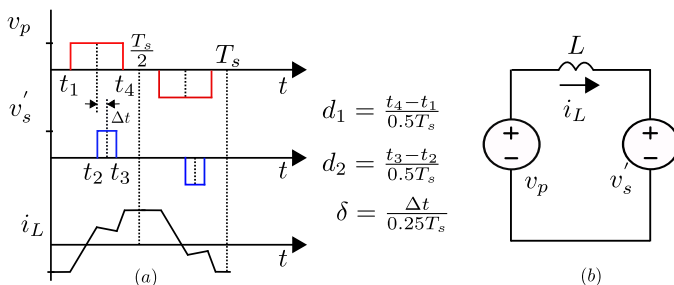 v_p
T_s/2
T_s
t_1
t_4
t
v_s'
Δt
t_2
t_3
t
i_L
t
(a)
d_1 = (t_4−t_1)/(0.5T_s)
d_2 = (t_3−t_2)/(0.5T_s)
δ = Δt/(0.25T_s)
L
i_L
+
−
v_p
+
−
v_s'
(b)